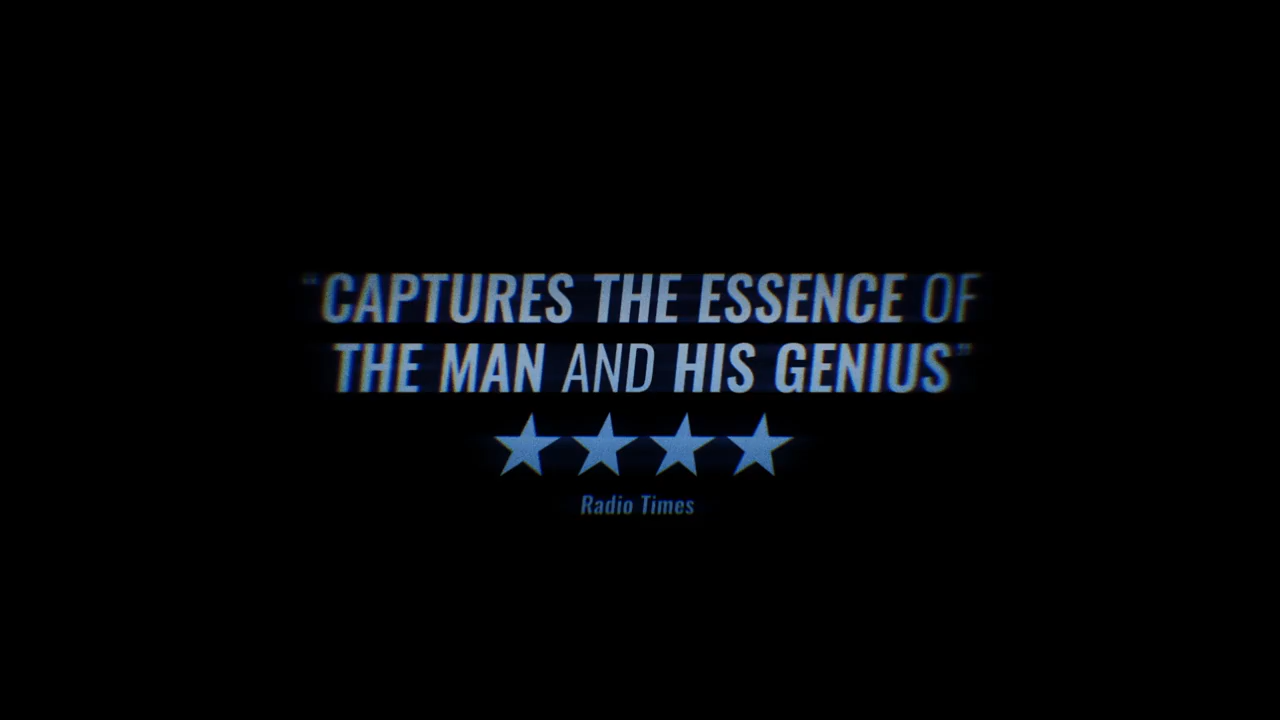 "CAPTURES THE ESSENCE OF
THE MAN AND HIS GENIUS"
Radio Times